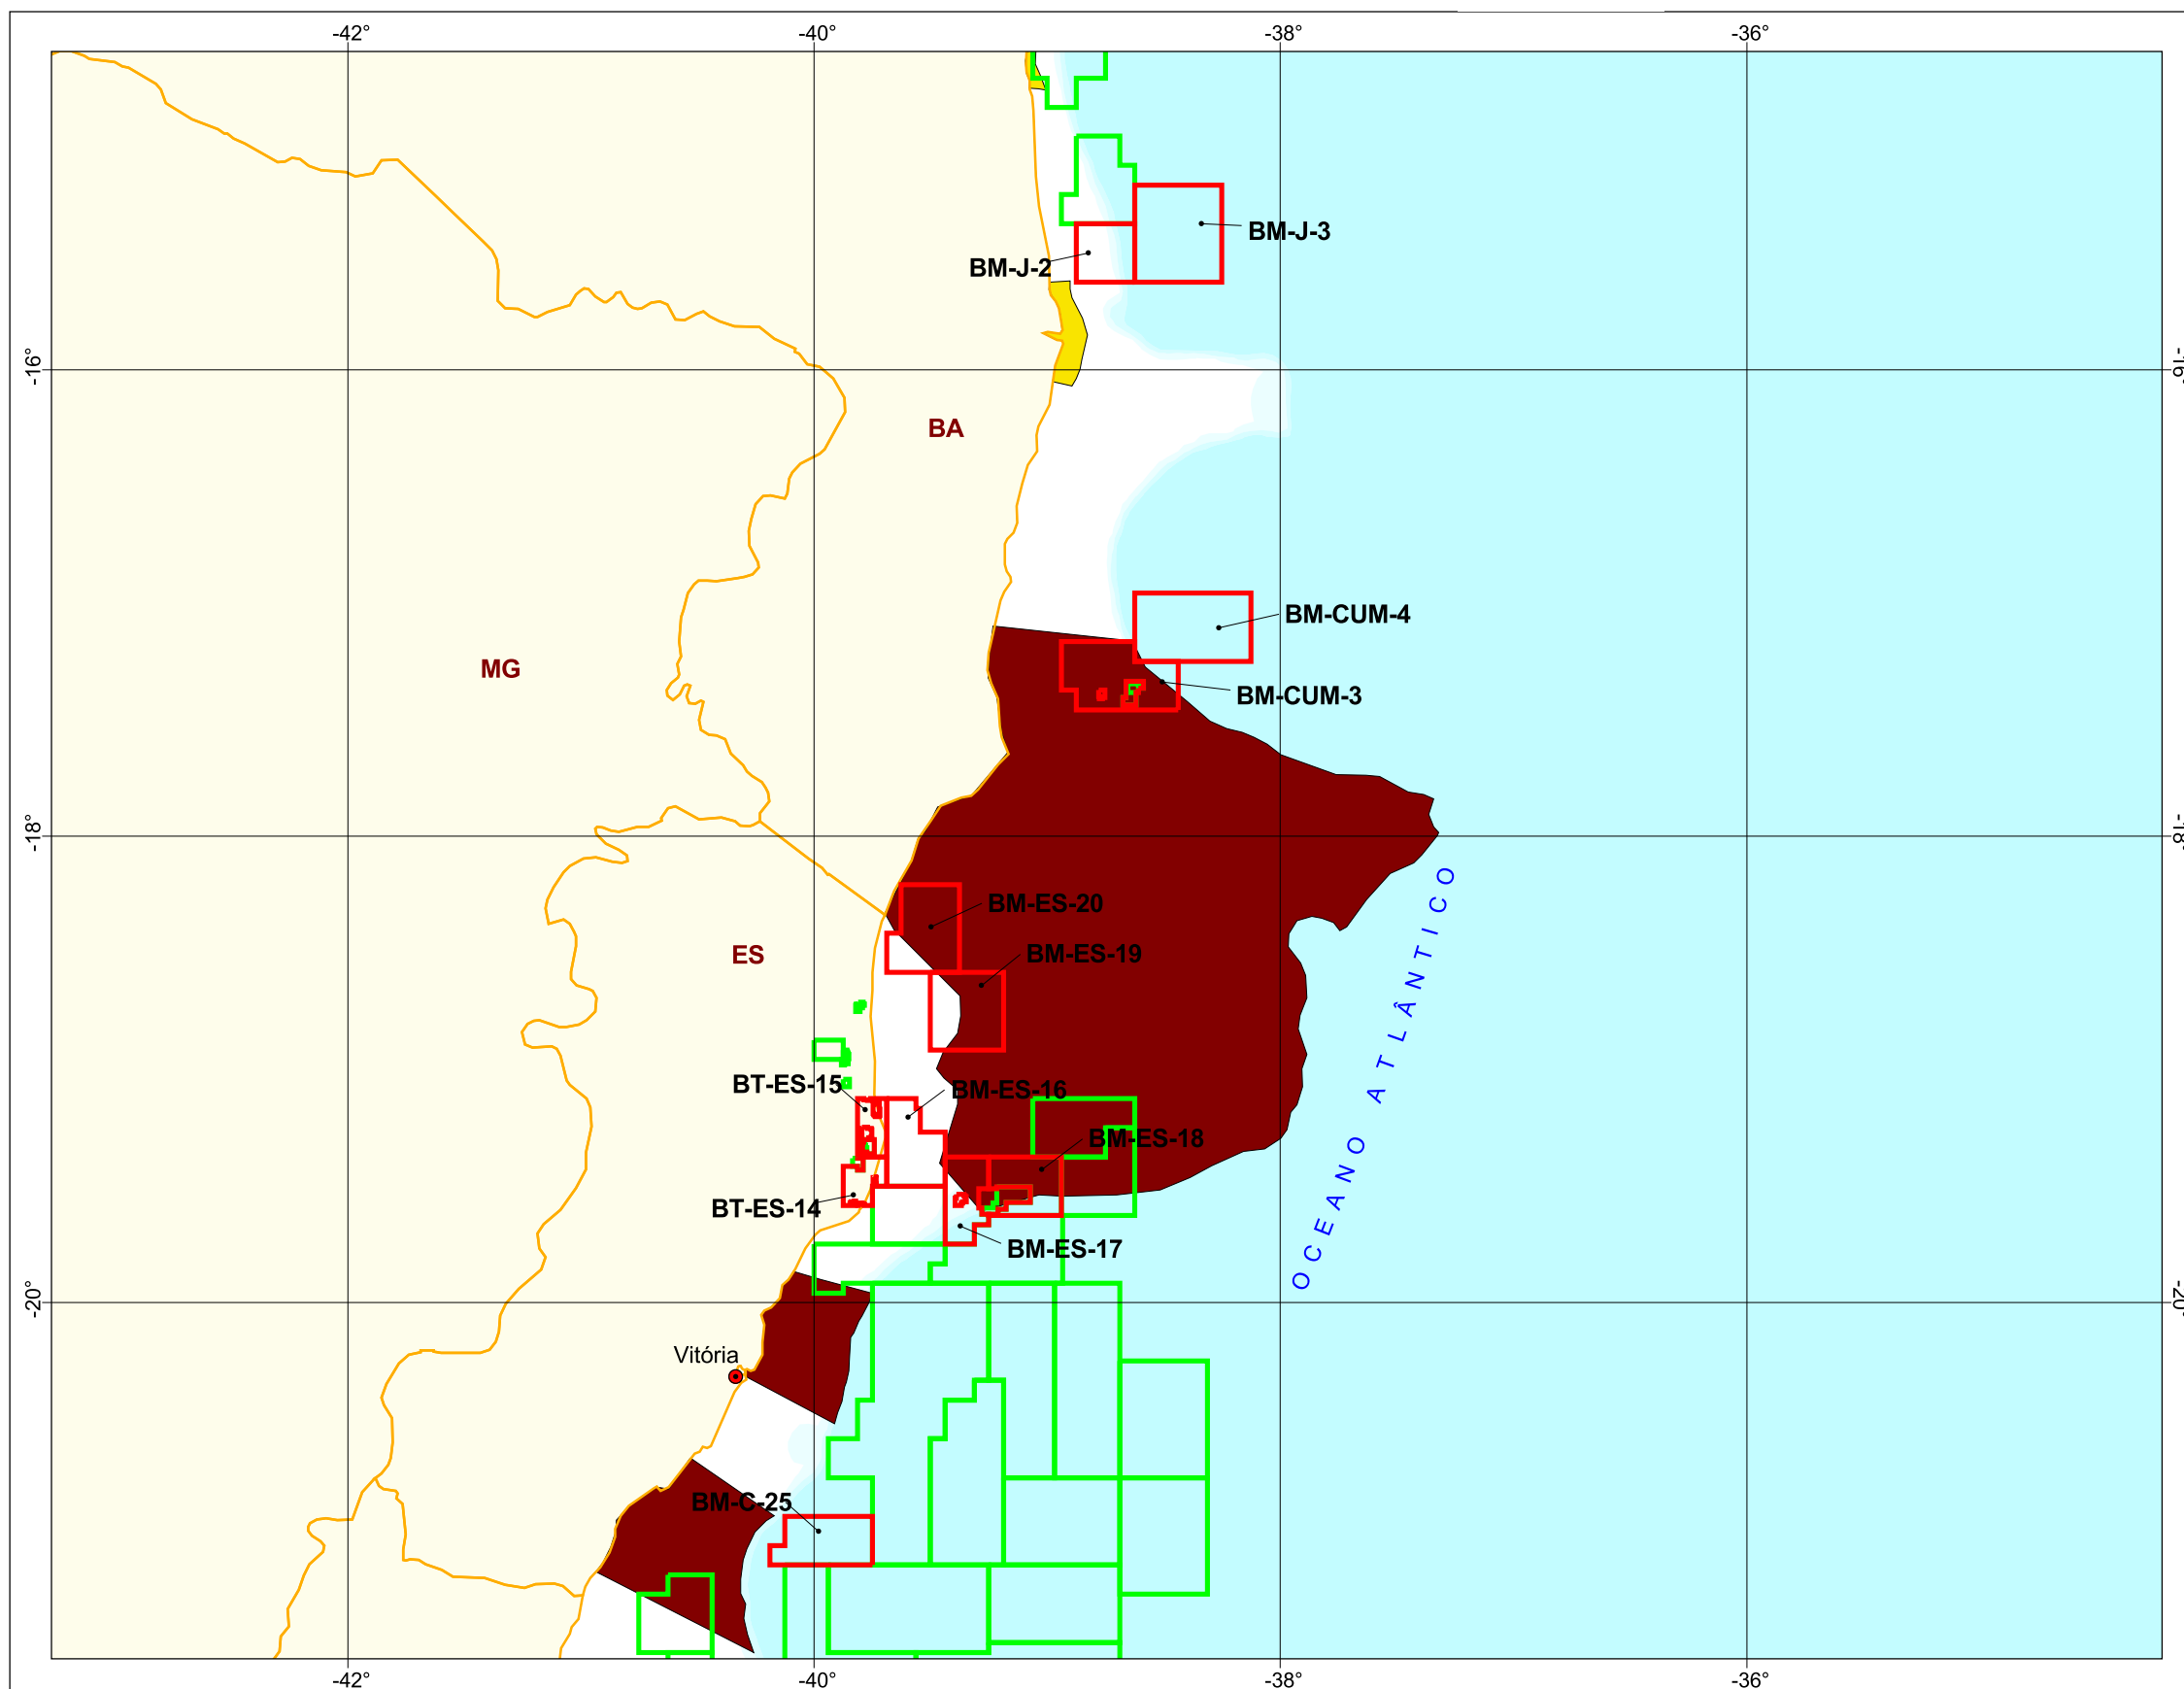 -42°
-40°
-38°
-36°
BM-J-3
BM-J-2
-16°
-16°
BA
BM-CUM-4
MG
BM-CUM-3
-18°
-18°
BM-ES-20
ES
BM-ES-19
OCEANO ATLÂNTICO
BT-ES-15
BM-ES-16
BM-ES-18
BT-ES-14
BM-ES-17
-20°
-20°
Vitória
BM-C-25
-42°
-40°
-38°
-36°